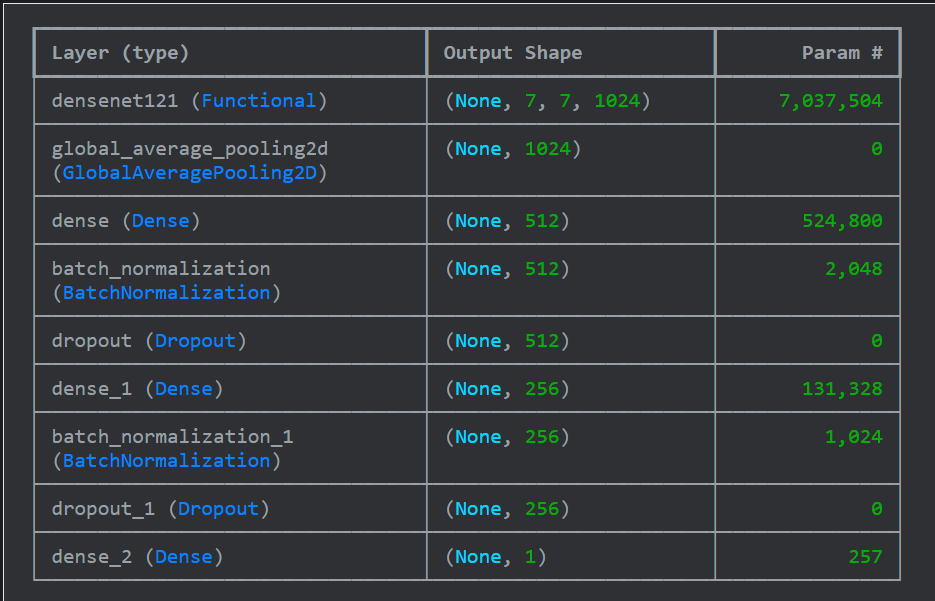 Layer (type) Output Shape Param #
densenet121 (Functional) (None, 7, 7, 1024) 7,037,504
global_average_pooling2d (None, 1024) 0
(GlobalAveragePooling2D)
dense (Dense) (None, 512) 524,800
batch_normalization (None, 512) 2,048
(BatchNormalization)
dropout (Dropout) (None, 512) 0
dense_1 (Dense) (None, 256) 131,328
batch_normalization_1 (None, 256) 1,024
(BatchNormalization)
dropout_1 (Dropout) (None, 256) 0
dense_2 (Dense) (None, 1) 257